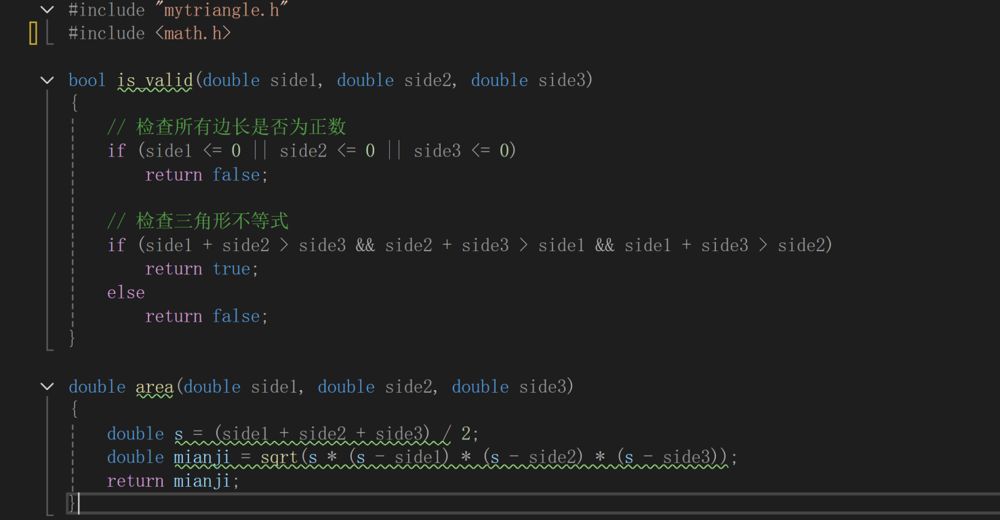 #include "mytriangle.h"
#include <math.h>
bool is_valid(double side1, double side2, double side3)
{
// 检查所有边长是否为正数
if (side1 <= 0 || side2 <= 0 || side3 <= 0)
return false;
// 检查三角形不等式
if (side1 + side2 > side3 && side2 + side3 > side1 && side1 + side3 > side2)
return true;
else
return false;
}
double area(double side1, double side2, double side3)
{
double s = (side1 + side2 + side3) / 2;
double mianji = sqrt(s * (s - side1) * (s - side2) * (s - side3));
return mianji;
}